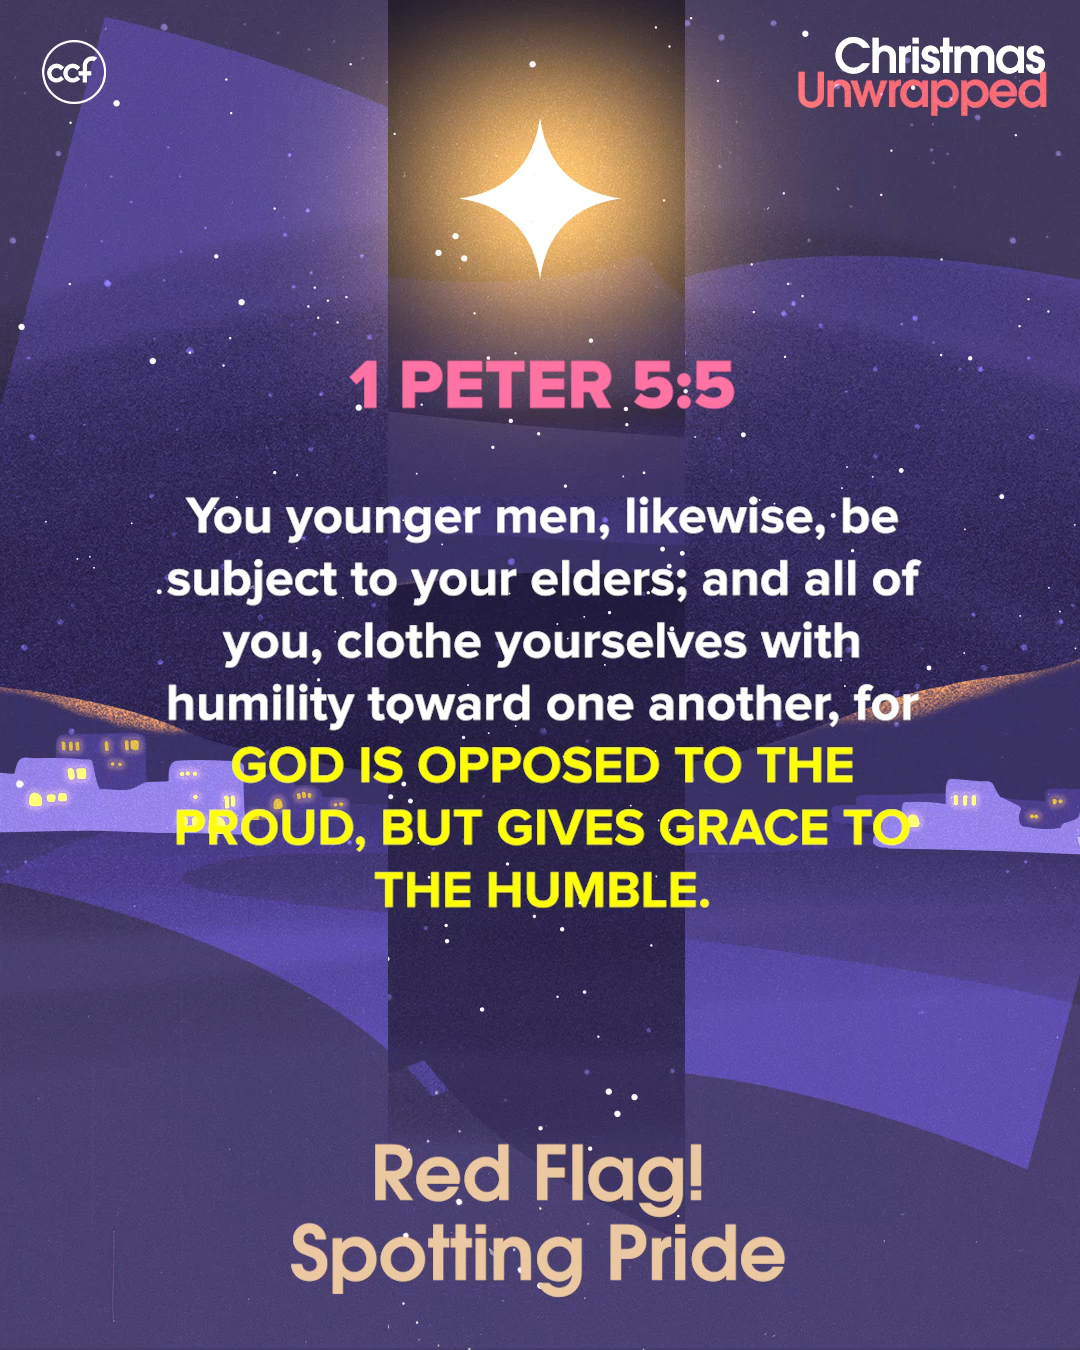 ccf
Christmas
Unwrapped
1 PETER 5:5
You younger men, likewise, be
subject to your elders; and all of
you, clothe yourselves with
humility toward one another, for
GOD IS OPPOSED TO THE
PROUD, BUT GIVES GRACE TO
THE HUMBLE.
Red Flag!
Spotting Pride